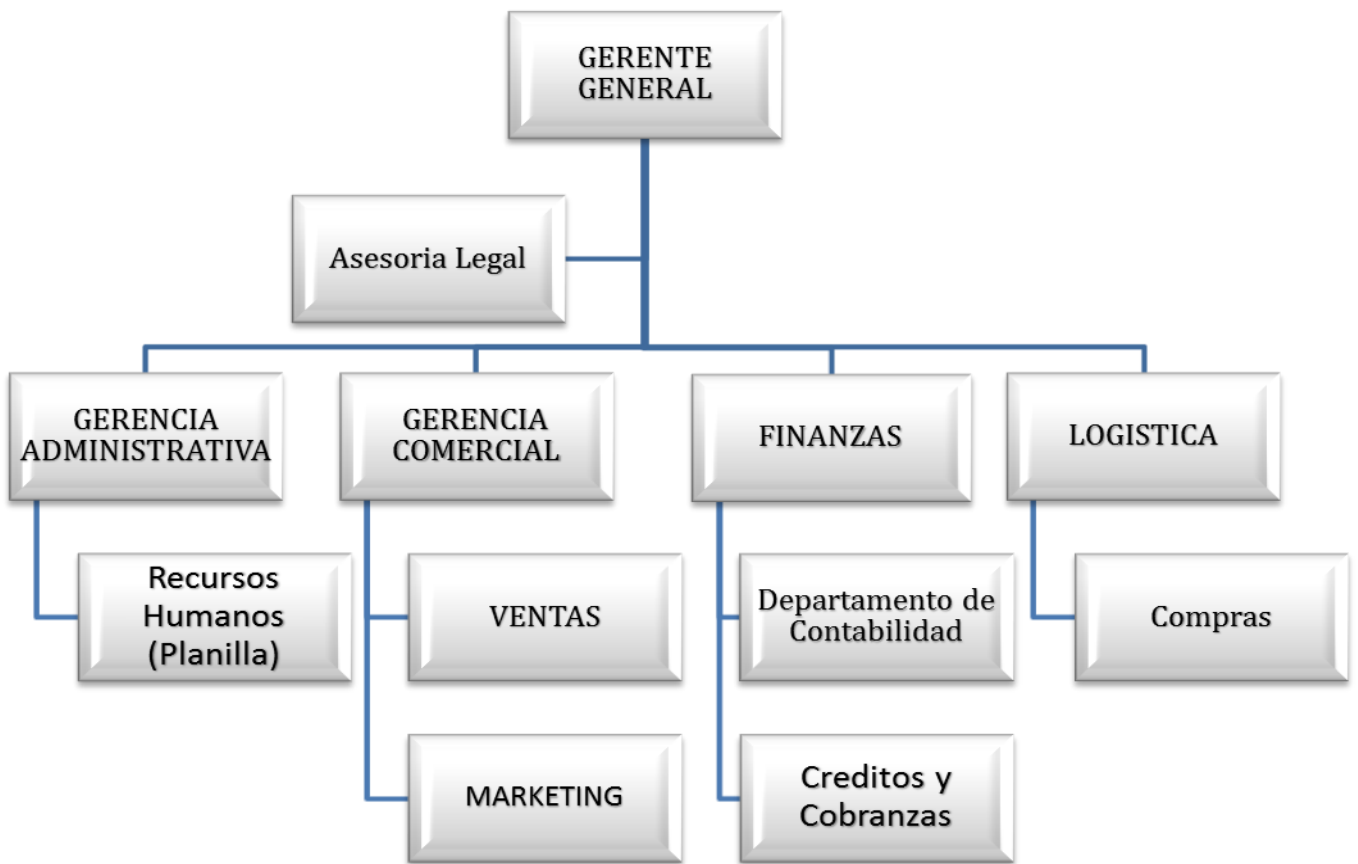 GERENTE
GENERAL
Asesoria Legal
GERENCIA
ADMINISTRATIVA
GERENCIA
COMERCIAL
FINANZAS
LOGISTICA
Recursos
Humanos
(Planilla)
VENTAS
Departamento de
Contabilidad
Compras
MARKETING
Creditos y
Cobranzas